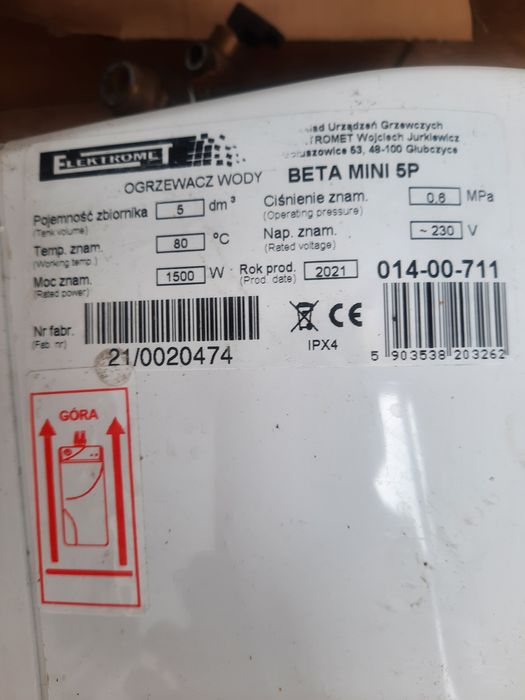 ELEKTROMET
Urządzeń Grzewczych
Wojciech Jurkiewicz
53, 48-100 Głubczyce
OGRZEWACZ WODY BETA MINI 5P
Pojemność zbiornika 5 dm³
(Tank volume)
Ciśnienie znam. 0,6 MPa
(Operating pressure)
Temp. znam. 80 °C
(Working temp.)
Nap. znam. ~ 230 V
(Rated voltage)
Moc znam. 1500 W
(Rated power)
Rok prod. 2021
(Prod. date)
014-00-711
Nr fabr.
(Fab. nr)
21/0020474
CE
IPX4
5 903538 203262
GÓRA